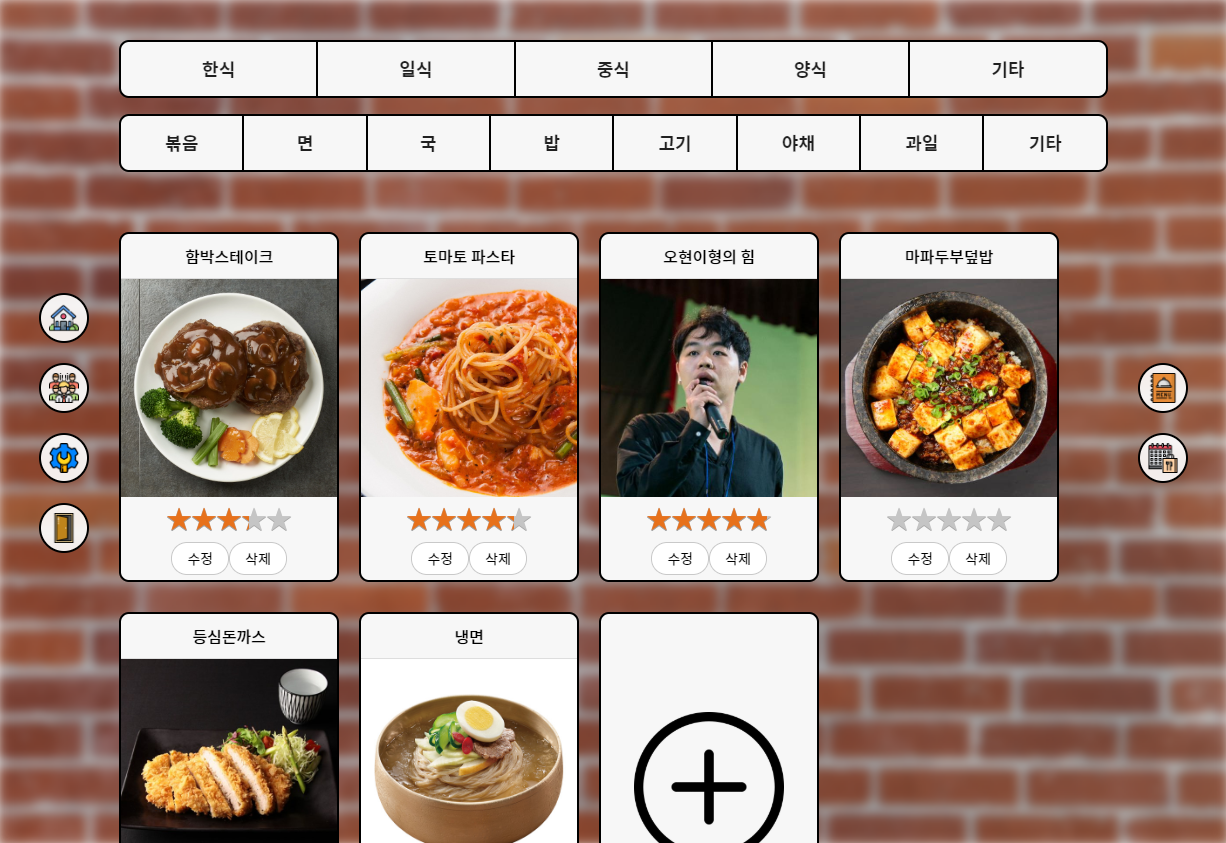 한식 일식 중식 양식 기타
볶음 면 국 밥 고기 야채 과일 기타
함박스테이크 토마토 파스타 오현이형의 힘 마파두부덮밥
MENU
수정 삭제 수정 삭제 수정 삭제 수정 삭제
등심돈까스 냉면